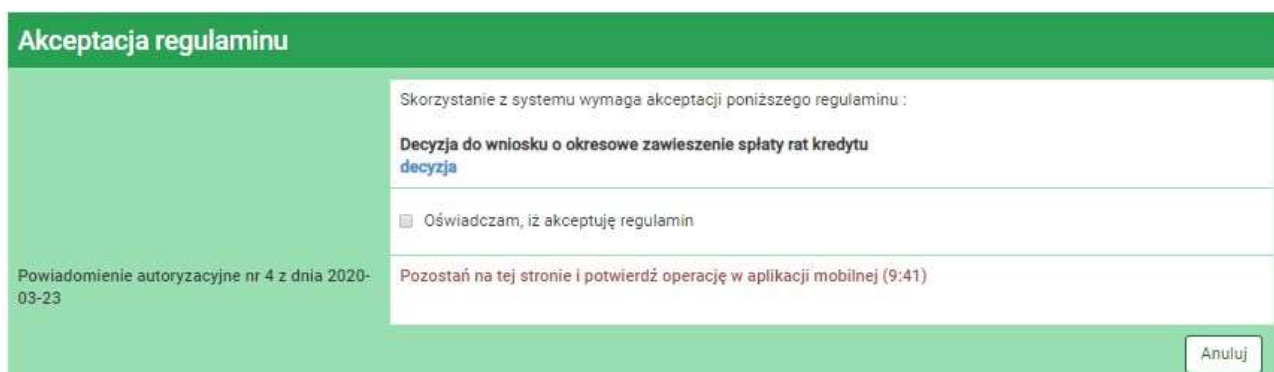 Akceptacja regulaminu
Skorzystanie z systemu wymaga akceptacji poniższego regulaminu :
Decyzja do wniosku o okresowe zawieszenie spłaty rat kredytu
decyzja
Oświadczam, iż akceptuję regulamin
Powiadomienie autoryzacyjne nr 4 z dnia 2020-
03-23
Pozostań na tej stronie i potwierdź operację w aplikacji mobilnej (9:41)
Anuluj